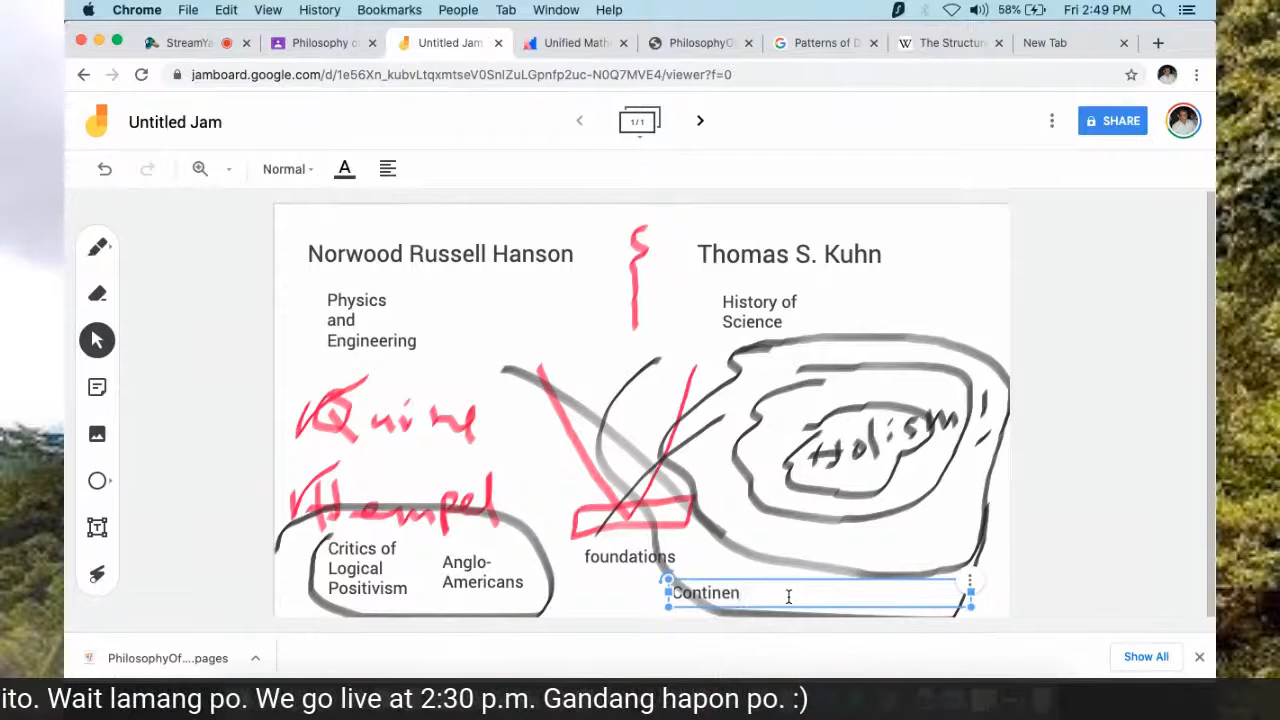 Chrome File Edit View History Bookmarks People Tab Window Help 58% Fri 2:49 PM
StreamYa Philosophy o Untitled Jam Unified Math PhilosophyO Patterns of D The Structur New Tab
jamboard.google.com/d/1e56Xn_kubvLtqxmtseV0SnlZuLGpnfp2uc-N0Q7MVE4/viewer?f=0
Untitled Jam
1/1
SHARE
Normal
A
Norwood Russell Hanson
Thomas S. Kuhn
Physics
and
Engineering
History of
Science
Quine
Holism
Hempel
Critics of
Logical
Positivism
Anglo-
Americans
foundations
Continen
PhilosophyOf....pages
Show All
ito. Wait lamang po. We go live at 2:30 p.m. Gandang hapon po. :)